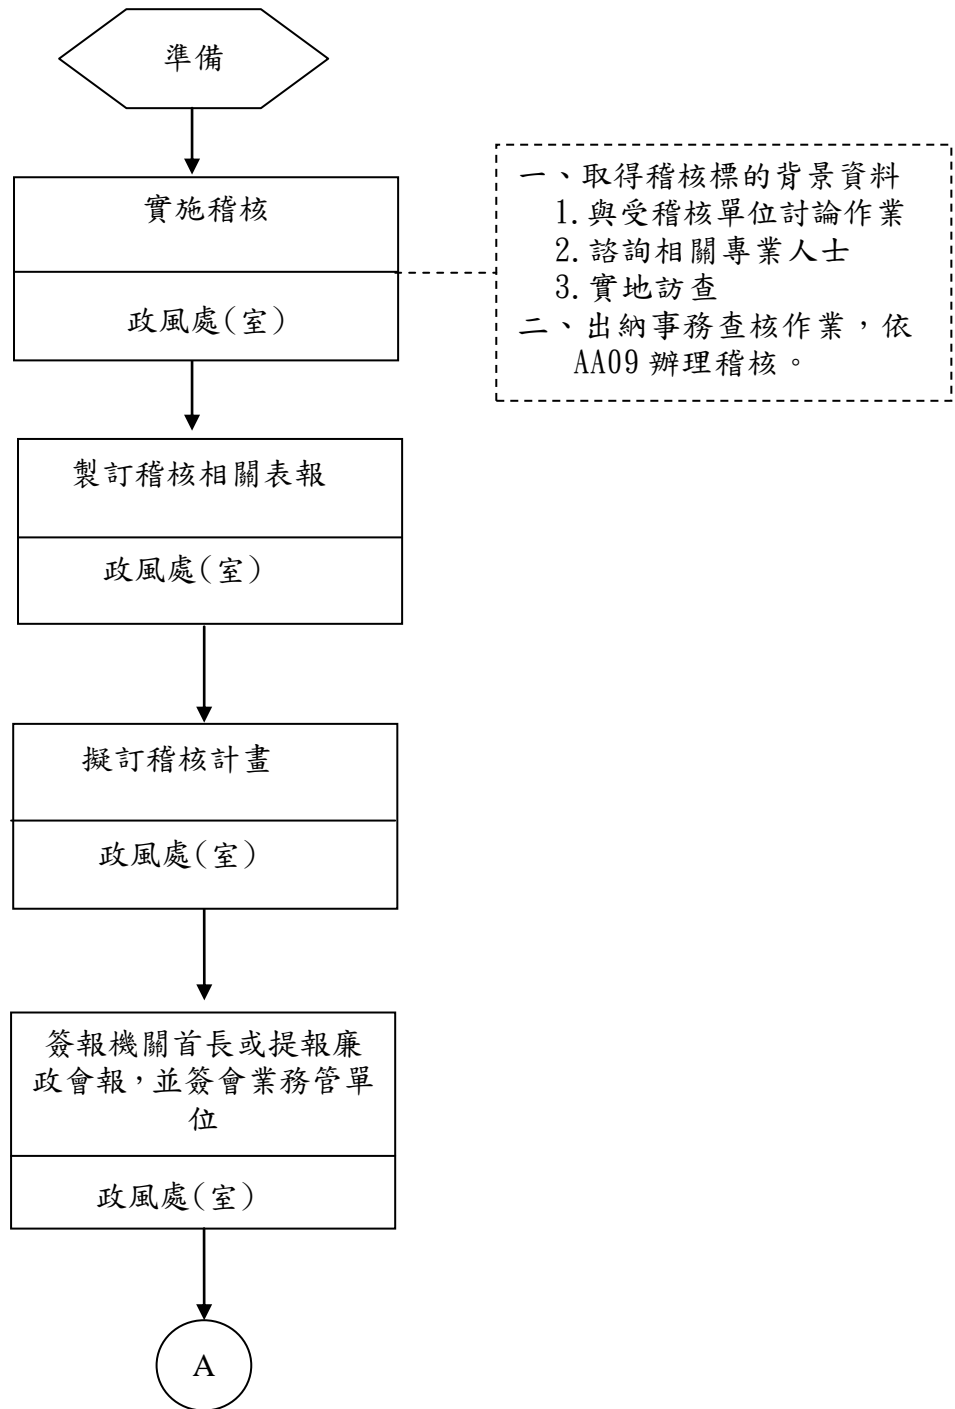 準備
實施稽核
政風處(室)
一、取得稽核標的背景資料
1.與受稽核單位討論作業
2.諮詢相關專業人士
3.實地訪查
二、出納事務查核作業，依
AA09 辦理稽核。
製訂稽核相關表報
政風處(室)
擬訂稽核計畫
政風處(室)
簽報機關首長或提報廉
政會報，並簽會業務管單
位
政風處(室)
A